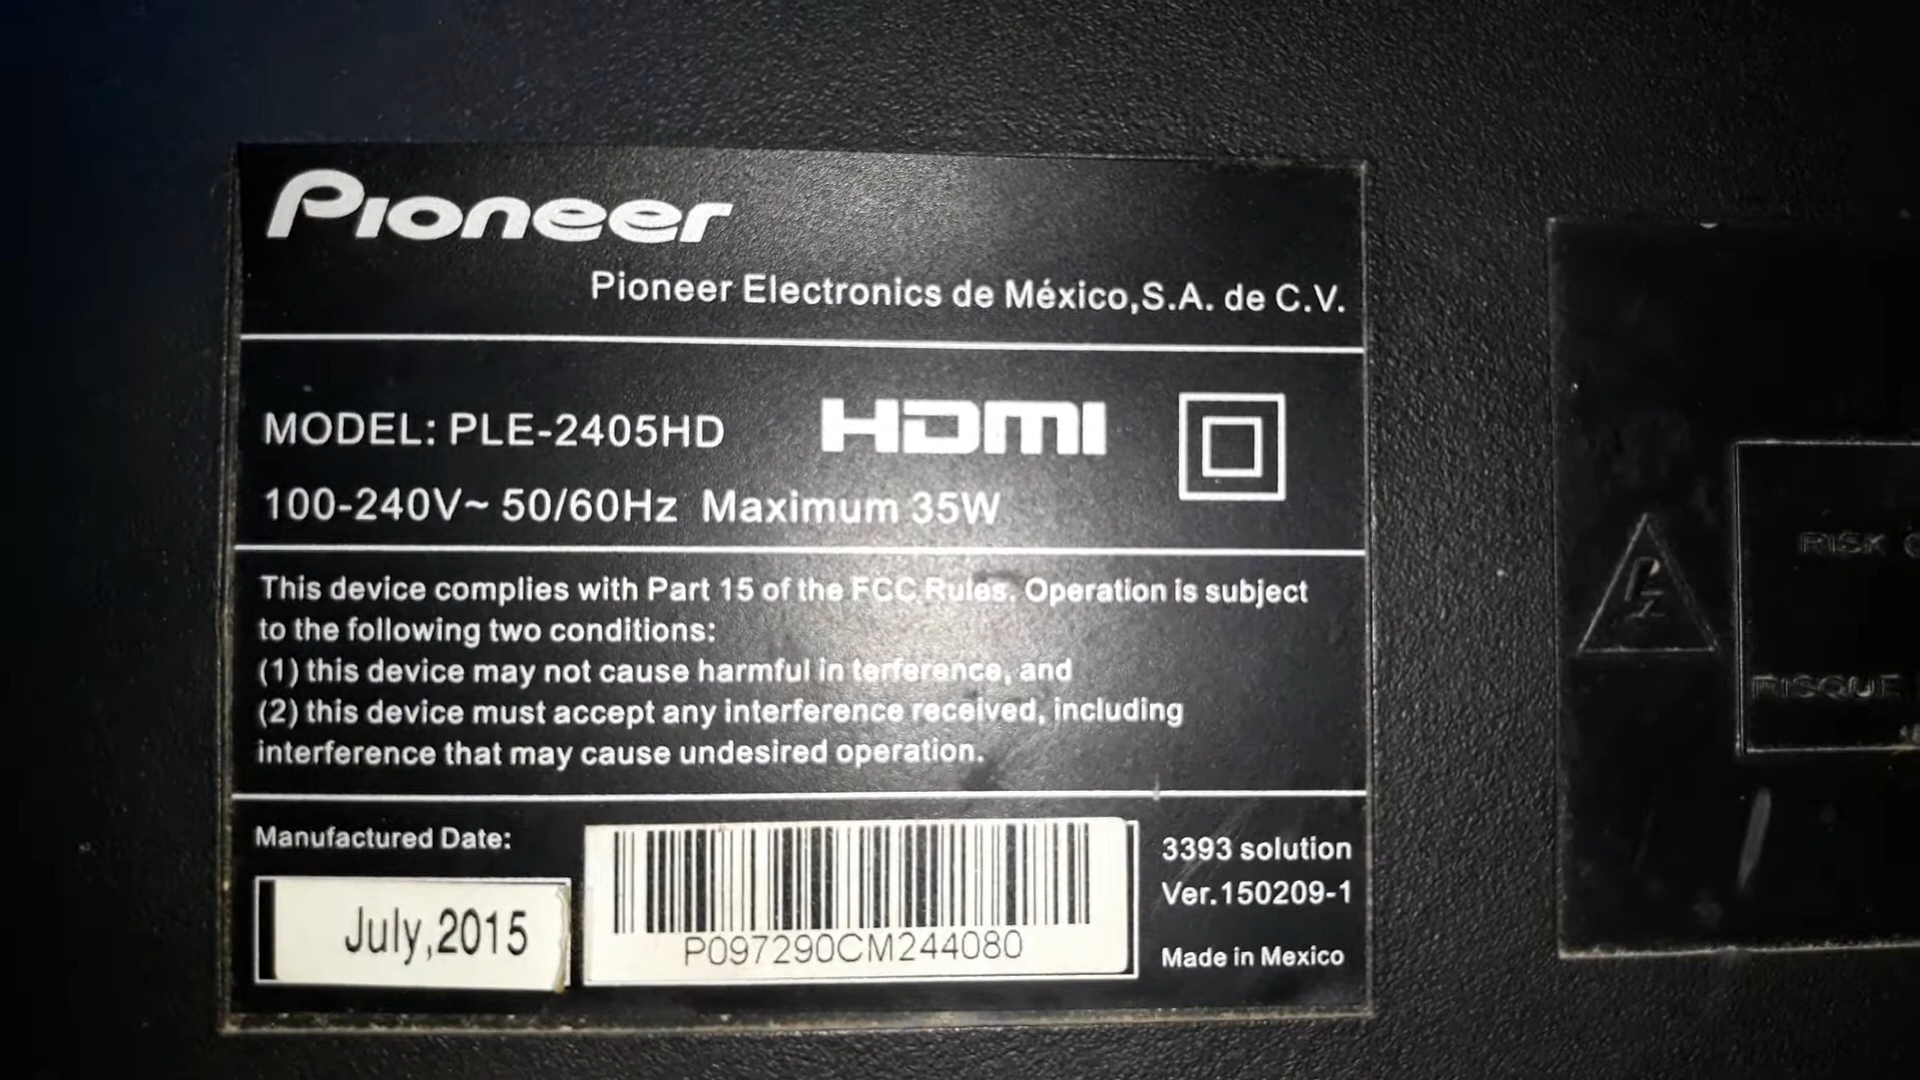 Pioneer
Pioneer Electronics de México,S.A. de C.V.
MODEL: PLE-2405HD HDMI
100-240V~ 50/60Hz Maximum 35W
This device complies with Part 15 of the FCC Rules. Operation is subject
to the following two conditions:
(1) this device may not cause harmful in terference, and
(2) this device must accept any interference received, including
interference that may cause undesired operation.
Manufactured Date:
July,2015
P097290CM244080
3393 solution
Ver.150209-1
Made in Mexico
RISK
RISQUE